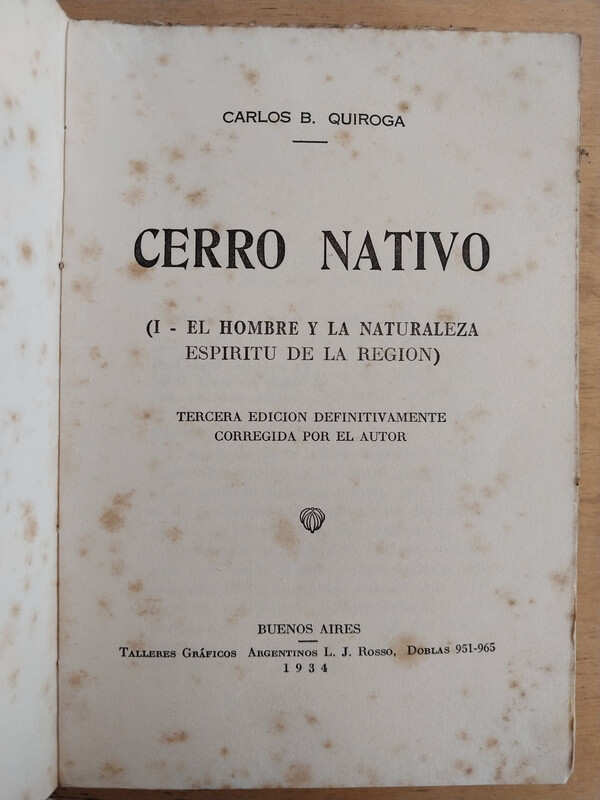 CARLOS B. QUIROGA
CERRO NATIVO
(I - EL HOMBRE Y LA NATURALEZA
ESPIRITU DE LA REGION)
TERCERA EDICION DEFINITIVAMENTE
CORREGIDA POR EL AUTOR
BUENOS AIRES
TALLERES GRÁFICOS ARGENTINOS L. J. ROSSO, DOBLAS 951-965
1934